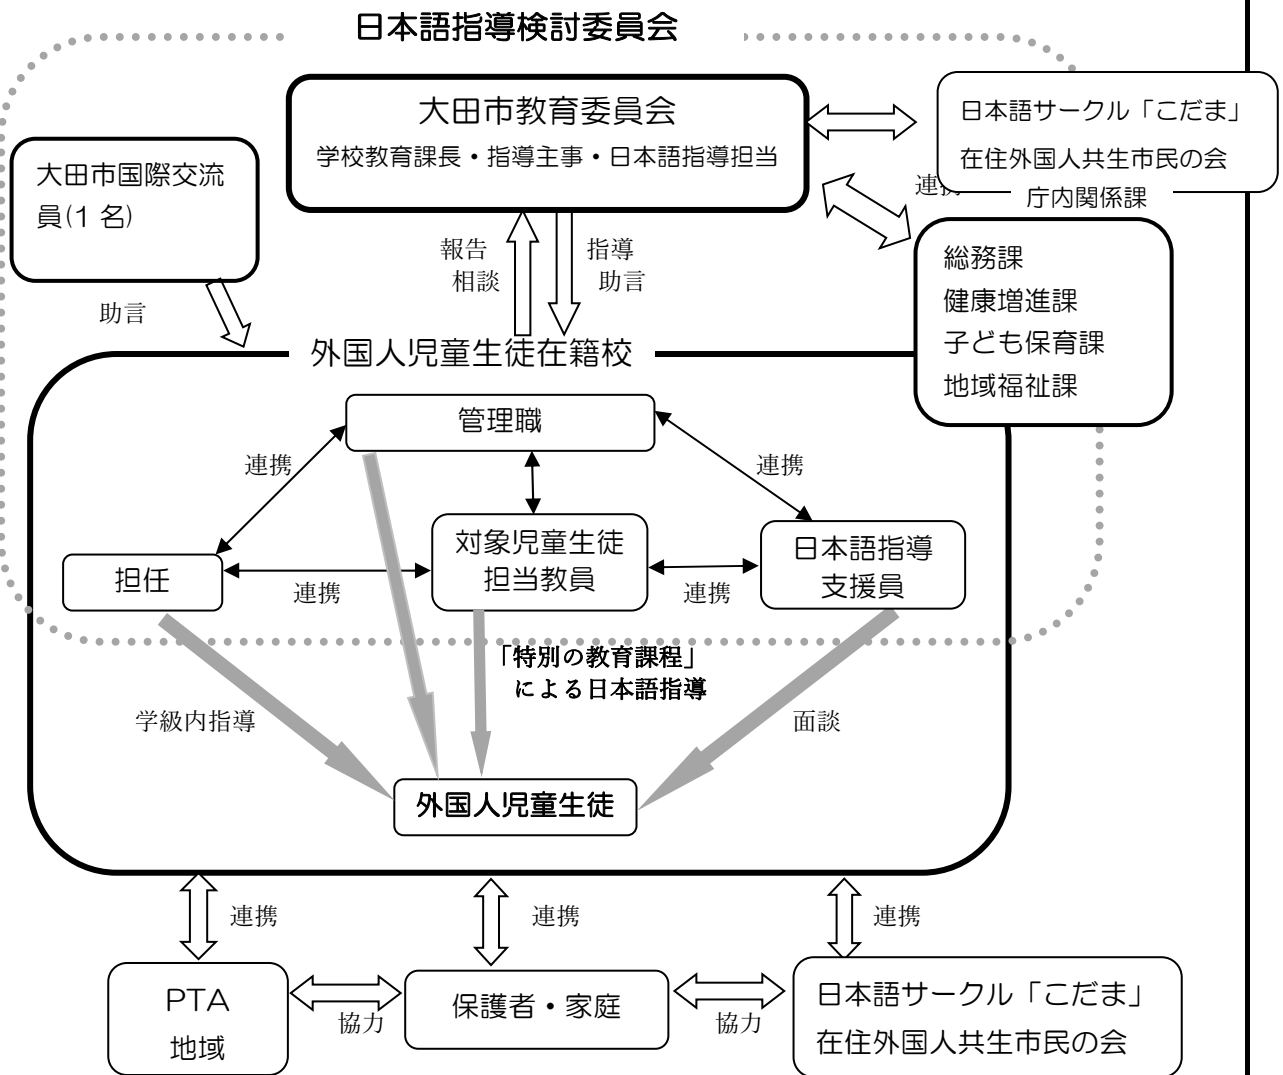 日本語指導検討委員会
大田市教育委員会
学校教育課長・指導主事・日本語指導担当
日本語サークル「こだま」
在住外国人共生市民の会
大田市国際交流
員(1 名)
連携
庁内関係課
総務課
健康増進課
子ども保育課
地域福祉課
報告
相談
指導
助言
助言
外国人児童生徒在籍校
管理職
連携
連携
対象児童生徒
担当教員
日本語指導
支援員
担任
連携
連携
「特別の教育課程」
による日本語指導
学級内指導
面談
外国人児童生徒
連携
連携
連携
PTA
地域
協力
保護者・家庭
協力
日本語サークル「こだま」
在住外国人共生市民の会